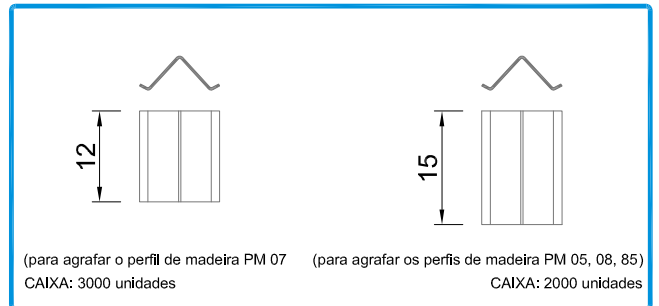 12
15
(para agrafar o perfil de madeira PM 07
CAIXA: 3000 unidades
(para agrafar os perfis de madeira PM 05, 08, 85)
CAIXA: 2000 unidades